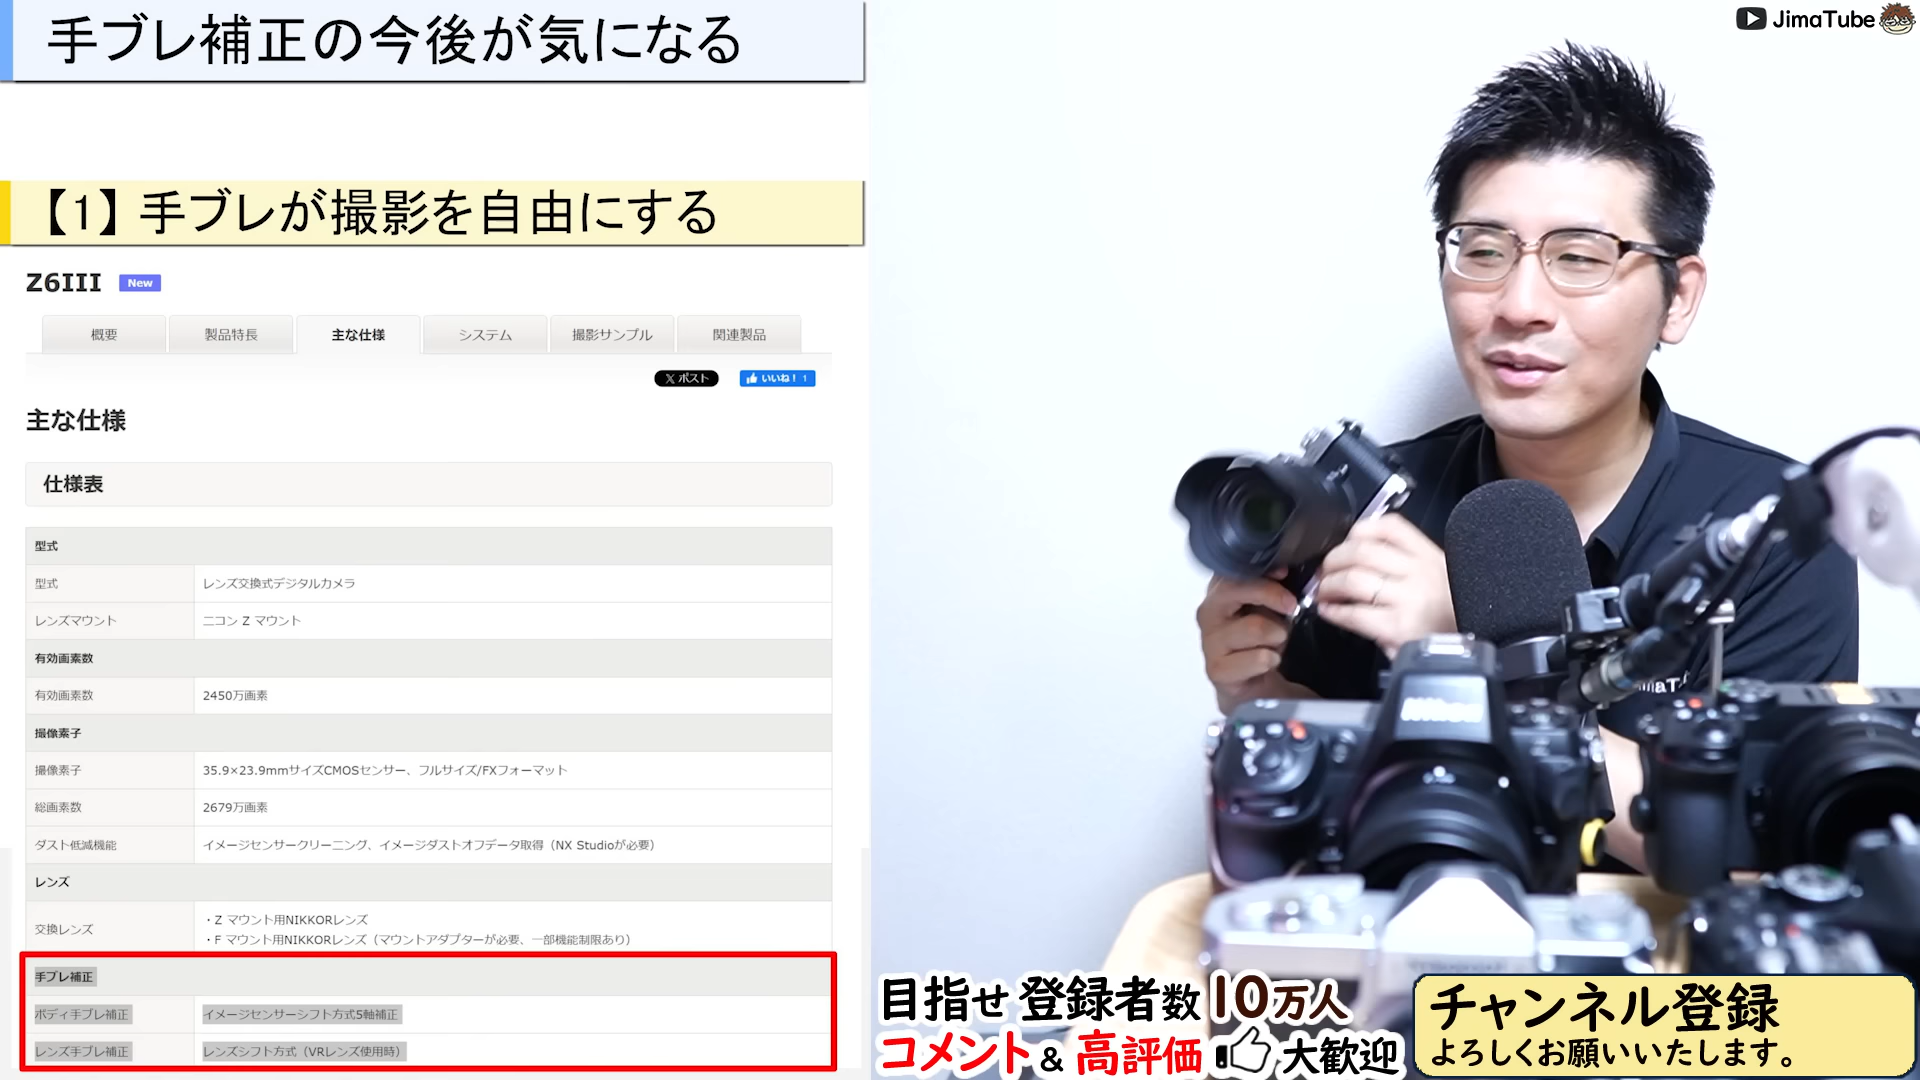 手ブレ補正の今後が気になる
JimaTube
【1】手ブレが撮影を自由にする
Z6III New
概要 製品特長 主な仕様 システム 撮影サンプル 関連製品
ポスト いいね！ 1
主な仕様
仕様表
型式
型式 レンズ交換式デジタルカメラ
レンズマウント ニコン Z マウント
有効画素数
有効画素数 2450万画素
撮像素子
撮像素子 35.9×23.9mmサイズCMOSセンサー、フルサイズ/FXフォーマット
総画素数 2679万画素
ダスト低減機能 イメージセンサークリーニング、イメージダストオフデータ取得（NX Studioが必要）
レンズ
交換レンズ
・Z マウント用NIKKORレンズ
・F マウント用NIKKORレンズ（マウントアダプターが必要、一部機能制限あり）
手ブレ補正
ボディ手ブレ補正 イメージセンサーシフト方式5軸補正
レンズ手ブレ補正 レンズシフト方式（VRレンズ使用時）
Nikon
目指せ登録者数10万人
コメント&高評価 大歓迎
チャンネル登録
よろしくお願いいたします。